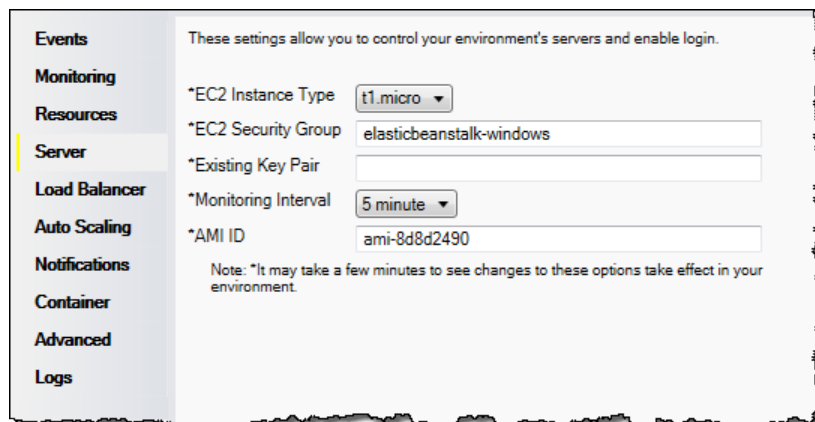 Events
Monitoring
Resources
Server
Load Balancer
Auto Scaling
Notifications
Container
Advanced
Logs
These settings allow you to control your environment's servers and enable login.
*EC2 Instance Type t1.micro
*EC2 Security Group elasticbeanstalk-windows
*Existing Key Pair
*Monitoring Interval 5 minute
*AMI ID ami-8d8d2490
Note: *It may take a few minutes to see changes to these options take effect in your
environment.